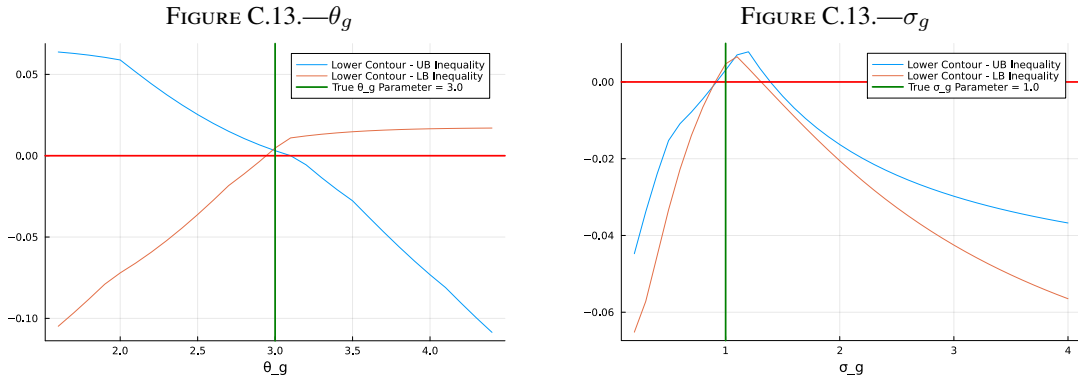 FIGURE C.13.—θg
0.05
0.00
−0.05
−0.10
Lower Contour - UB Inequality
Lower Contour - LB Inequality
True θ_g Parameter = 3.0
2.0 2.5 3.0 3.5 4.0
θ_g
FIGURE C.13.—σg
0.00
−0.02
−0.04
−0.06
Lower Contour - UB Inequality
Lower Contour - LB Inequality
True σ_g Parameter = 1.0
1 2 3 4
σ_g